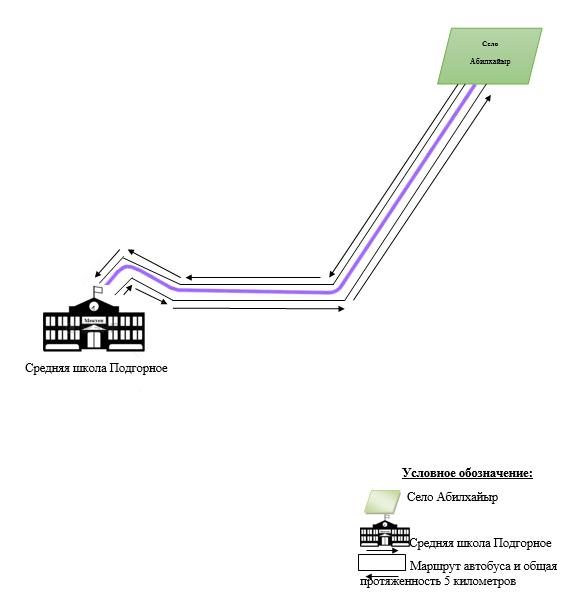 Село
Абилхайыр
Мектеп
Средняя школа Подгорное
Условное обозначение:
Село Абилхайыр
Средняя школа Подгорное
Маршрут автобуса и общая
протяженность 5 километров